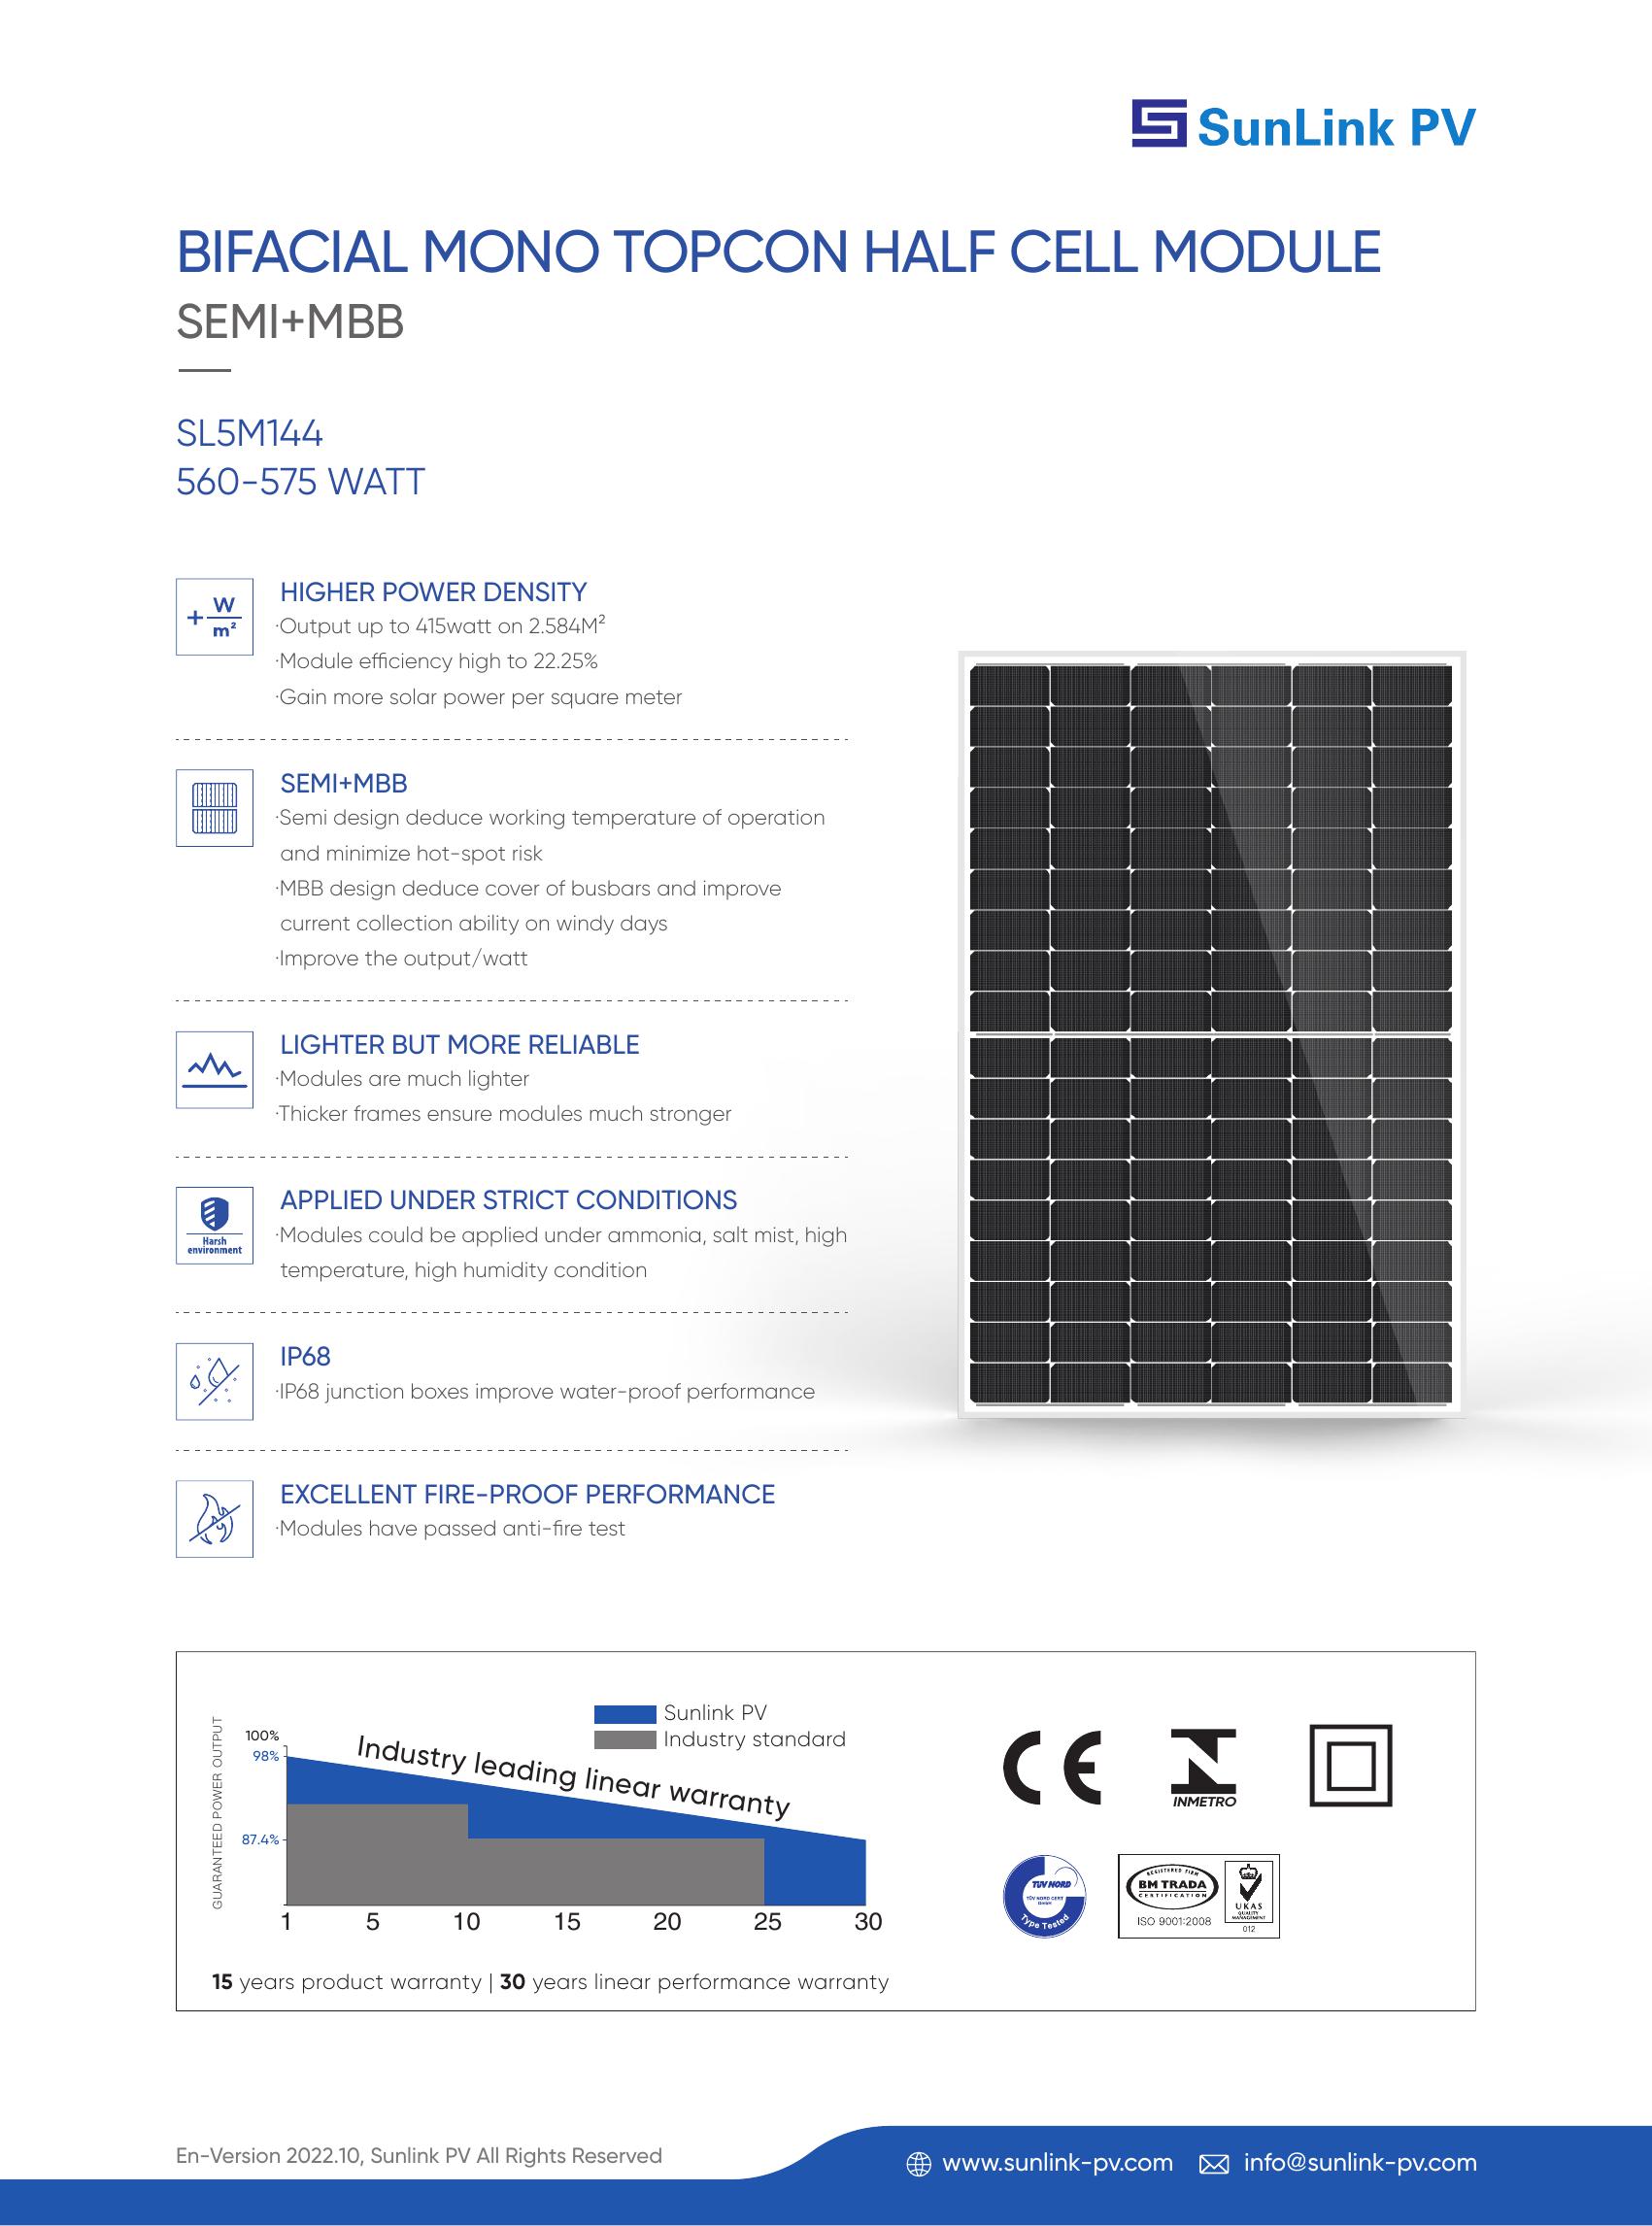 SunLink PV
BIFACIAL MONO TOPCON HALF CELL MODULE
SEMI+MBB
SL5M144
560-575 WATT
+ W/m²
HIGHER POWER DENSITY
·Output up to 415watt on 2.584M²
·Module efficiency high to 22.25%
·Gain more solar power per square meter
SEMI+MBB
·Semi design deduce working temperature of operation
and minimize hot-spot risk
·MBB design deduce cover of busbars and improve
current collection ability on windy days
·Improve the output/watt
LIGHTER BUT MORE RELIABLE
·Modules are much lighter
·Thicker frames ensure modules much stronger
Harsh
environment
APPLIED UNDER STRICT CONDITIONS
·Modules could be applied under ammonia, salt mist, high
temperature, high humidity condition
IP68
·IP68 junction boxes improve water-proof performance
EXCELLENT FIRE-PROOF PERFORMANCE
·Modules have passed anti-fire test
Sunlink PV
Industry standard
GUARANTEED POWER OUTPUT
100%
98%
87.4%
Industry leading linear warranty
1 5 10 15 20 25 30
15 years product warranty | 30 years linear performance warranty
CE
INMETRO
TÜV NORD
TÜV NORD CERT
GmbH
Type Tested
REGISTERED FIRM
BM TRADA
CERTIFICATION
ISO 9001:2008
UKAS
QUALITY
MANAGEMENT
012
En-Version 2022.10, Sunlink PV All Rights Reserved
www.sunlink-pv.com
info@sunlink-pv.com